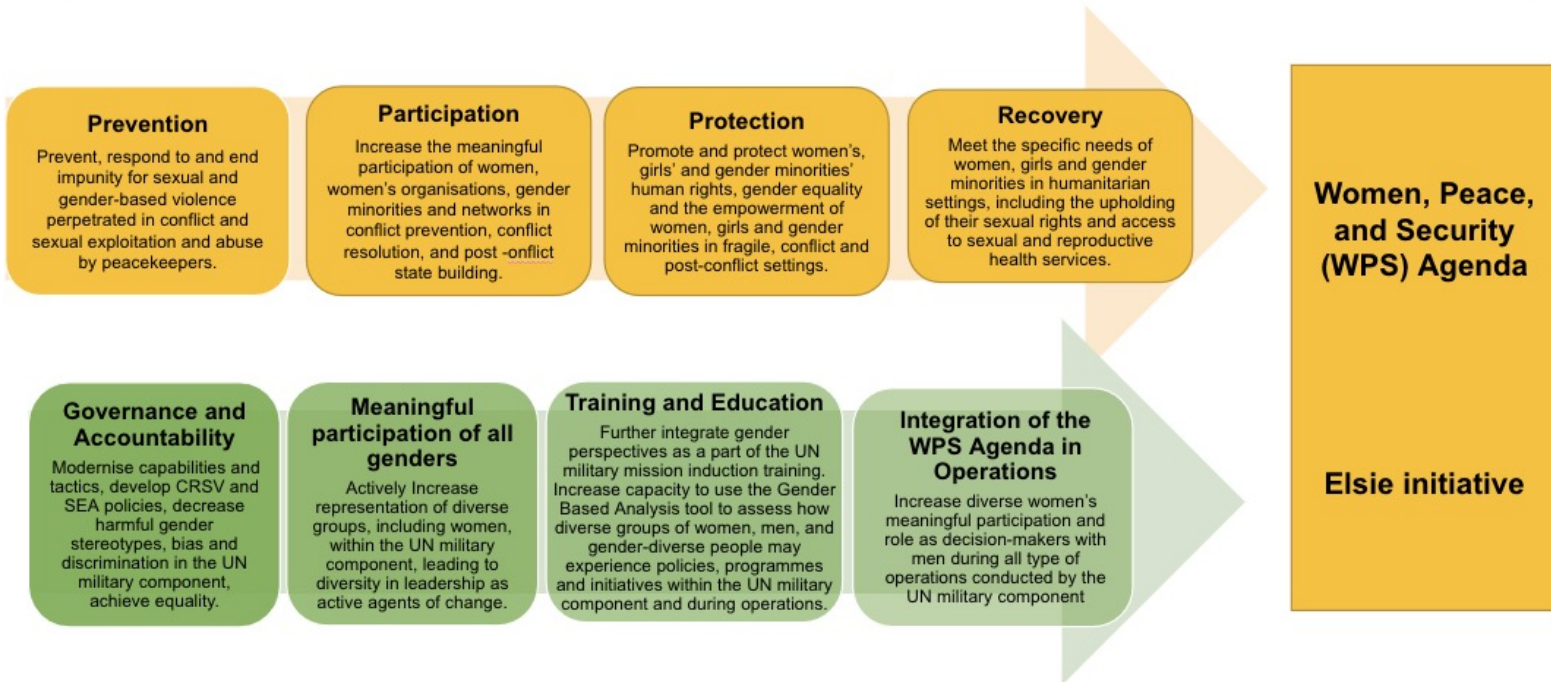 Prevention
Prevent, respond to and end
impunity for sexual and
gender-based violence
perpetrated in conflict and
sexual exploitation and abuse
by peacekeepers.
Participation
Increase the meaningful
participation of women,
women's organisations, gender
minorities and networks in
conflict prevention, conflict
resolution, and post -onflict
state building.
Protection
Promote and protect women's,
girls' and gender minorities'
human rights, gender equality
and the empowerment of
women, girls and gender
minorities in fragile, conflict and
post-conflict settings.
Recovery
Meet the specific needs of
women, girls and gender
minorities in humanitarian
settings, including the upholding
of their sexual rights and access
to sexual and reproductive
health services.
Women, Peace,
and Security
(WPS) Agenda
Elsie initiative
Governance and
Accountability
Modernise capabilities and
tactics, develop CRSV and
SEA policies, decrease
harmful gender
stereotypes, bias and
discrimination in the UN
military component,
achieve equality.
Meaningful
participation of all
genders
Actively Increase
representation of diverse
groups, including women,
within the UN military
component, leading to
diversity in leadership as
active agents of change.
Training and Education
Further integrate gender
perspectives as a part of the UN
military mission induction training.
Increase capacity to use the Gender
Based Analysis tool to assess how
diverse groups of women, men, and
gender-diverse people may
experience policies, programmes
and initiatives within the UN military
component and during operations.
Integration of the
WPS Agenda in
Operations
Increase diverse women's
meaningful participation and
role as decision-makers with
men during all type of
operations conducted by the
UN military component